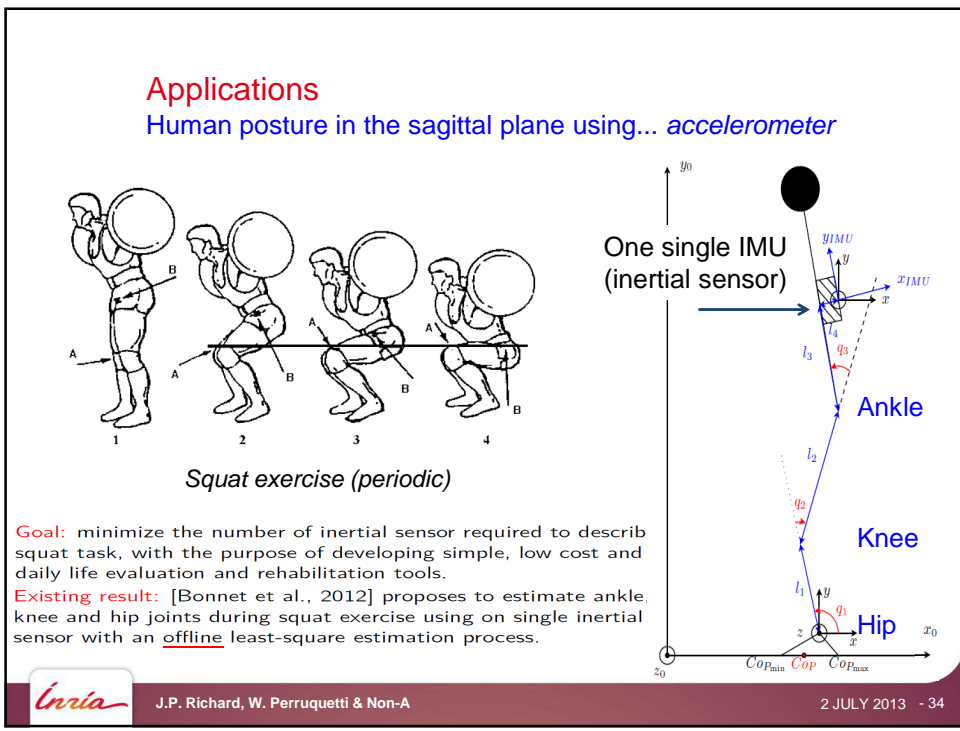 Applications
Human posture in the sagittal plane using... accelerometer
B
A
1
A
B
2
A
B
3
A
B
4
Squat exercise (periodic)
Goal: minimize the number of inertial sensor required to describ
squat task, with the purpose of developing simple, low cost and
daily life evaluation and rehabilitation tools.
Existing result: [Bonnet et al., 2012] proposes to estimate ankle,
knee and hip joints during squat exercise using on single inertial
sensor with an offline least-square estimation process.
y0
One single IMU
(inertial sensor)
yIMU
y
xIMU
x
l4
l3
q3
Ankle
l2
q2
Knee
l1
y
q1
z
x
Hip
x0
z0
CoPmin CoP CoPmax
Inria
J.P. Richard, W. Perruquetti & Non-A
2 JULY 2013 - 34